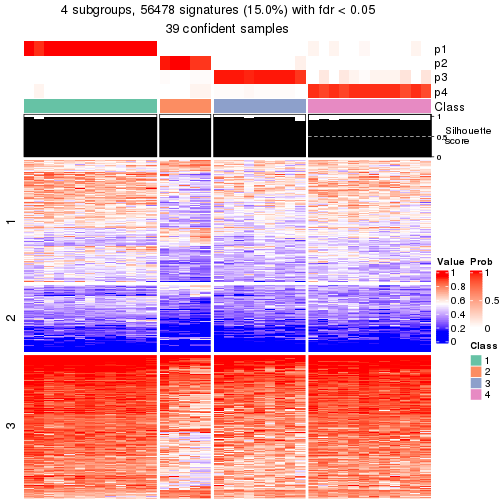 4 subgroups, 56478 signatures (15.0%) with fdr < 0.05
39 confident samples
p1
p2
p3
p4
Class
1
0.5
0
Silhouette
score
1
2
3
Value
1
0.8
0.6
0.4
0.2
0
Prob
1
0.5
0
Class
1
2
3
4